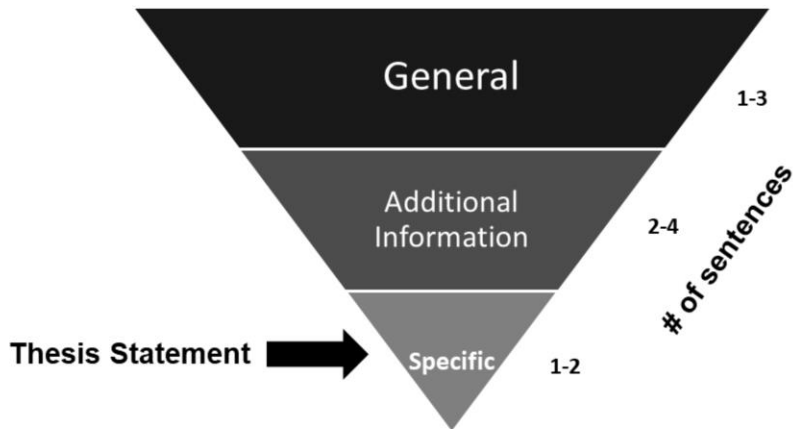 General
1-3
Additional
Information
2-4
# of sentences
Thesis Statement
Specific
1-2